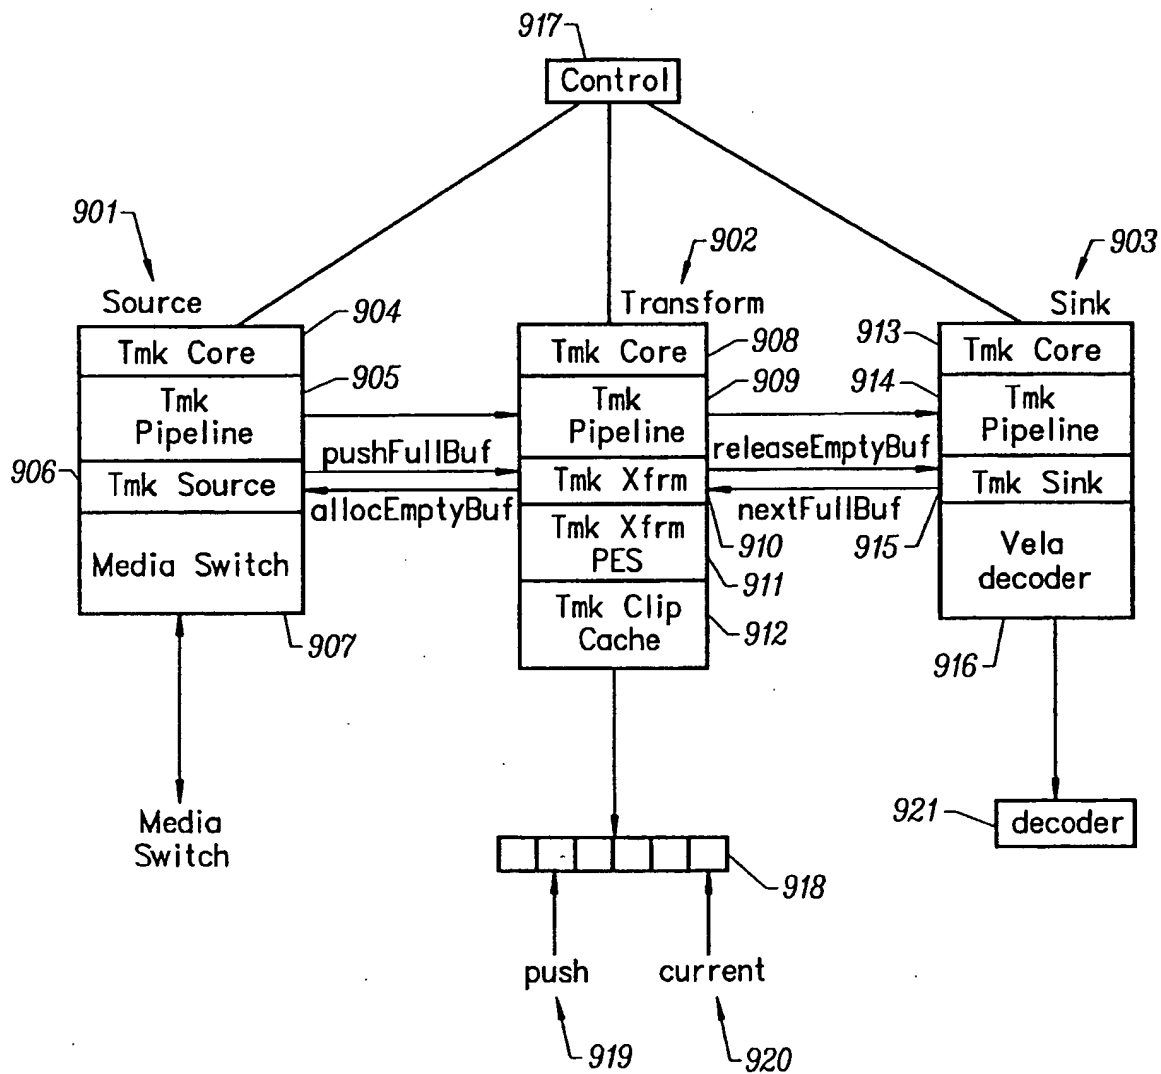 917
Control
901
902
903
Source
Transform
Sink
904
908
913
Tmk Core
Tmk Core
Tmk Core
905
909
914
Tmk
Pipeline
Tmk
Pipeline
Tmk
Pipeline
906
pushFullBuf
releaseEmptyBuf
Tmk Source
Tmk Xfrm
Tmk Sink
allocEmptyBuf
nextFullBuf
910
915
Media Switch
Tmk Xfrm
PES
Vela
decoder
911
Tmk Clip
Cache
912
907
916
Media
Switch
921
decoder
918
push
current
919
920